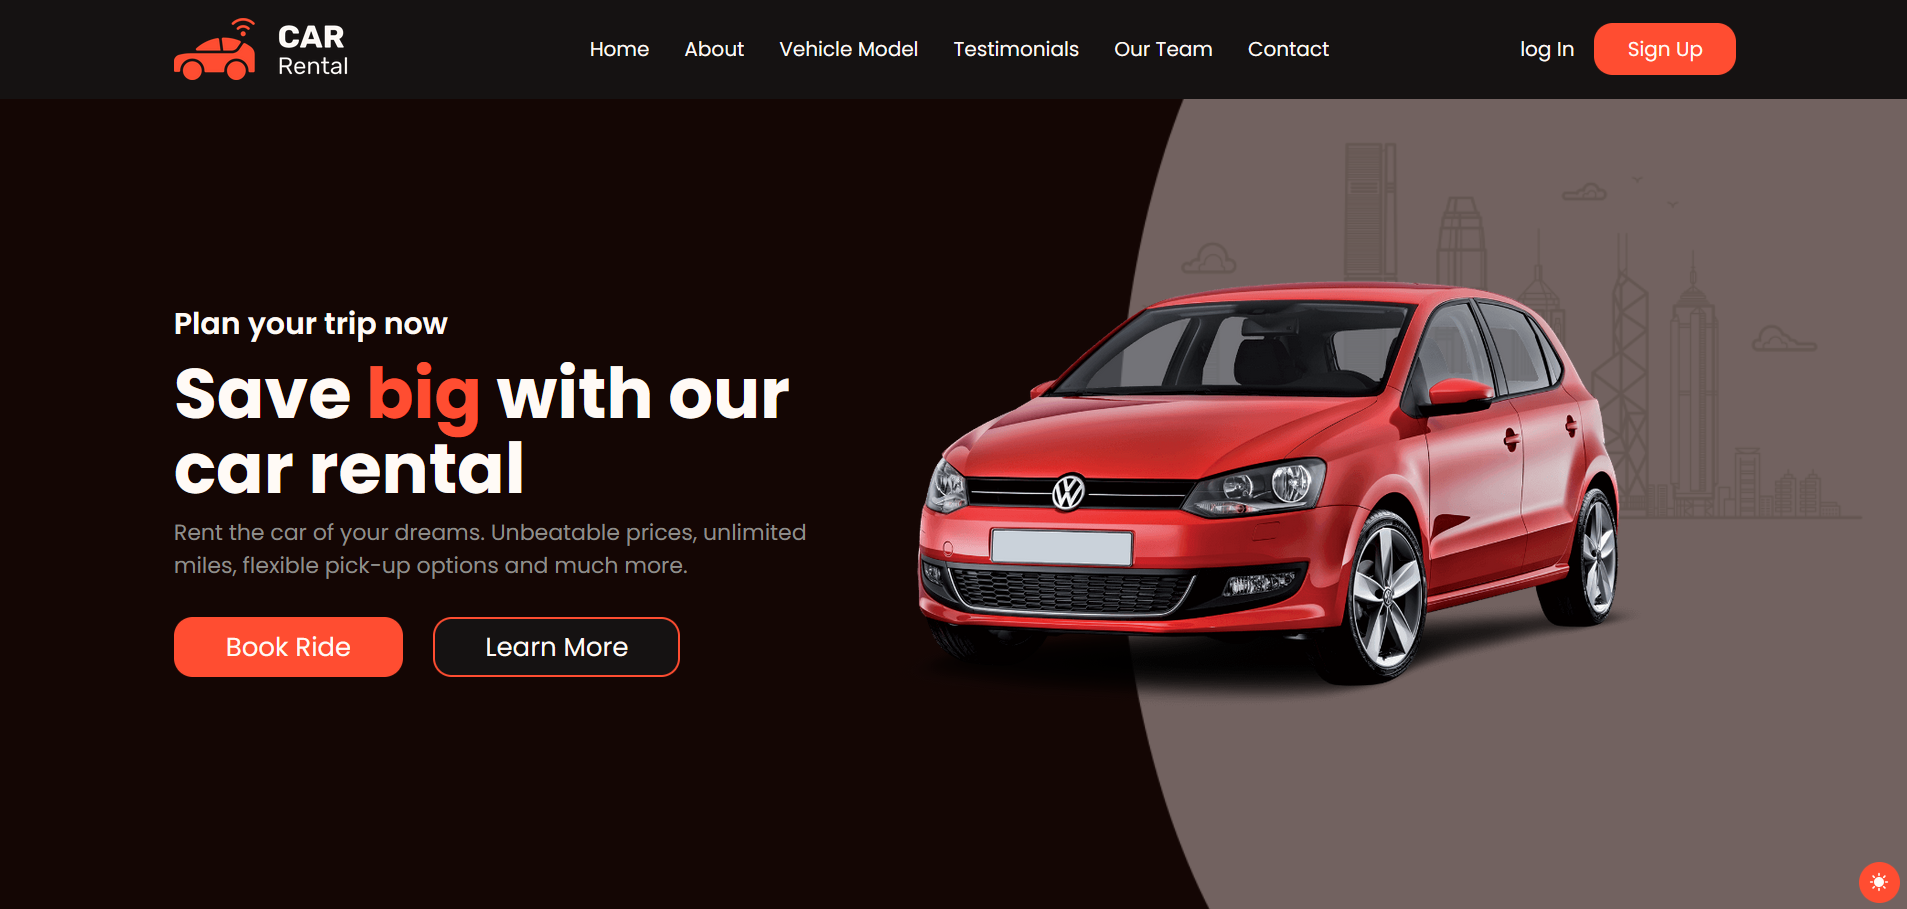 CAR
Rental
Home About Vehicle Model Testimonials Our Team Contact log In Sign Up
Plan your trip now
Save big with our
car rental
Rent the car of your dreams. Unbeatable prices, unlimited
miles, flexible pick-up options and much more.
Book Ride Learn More